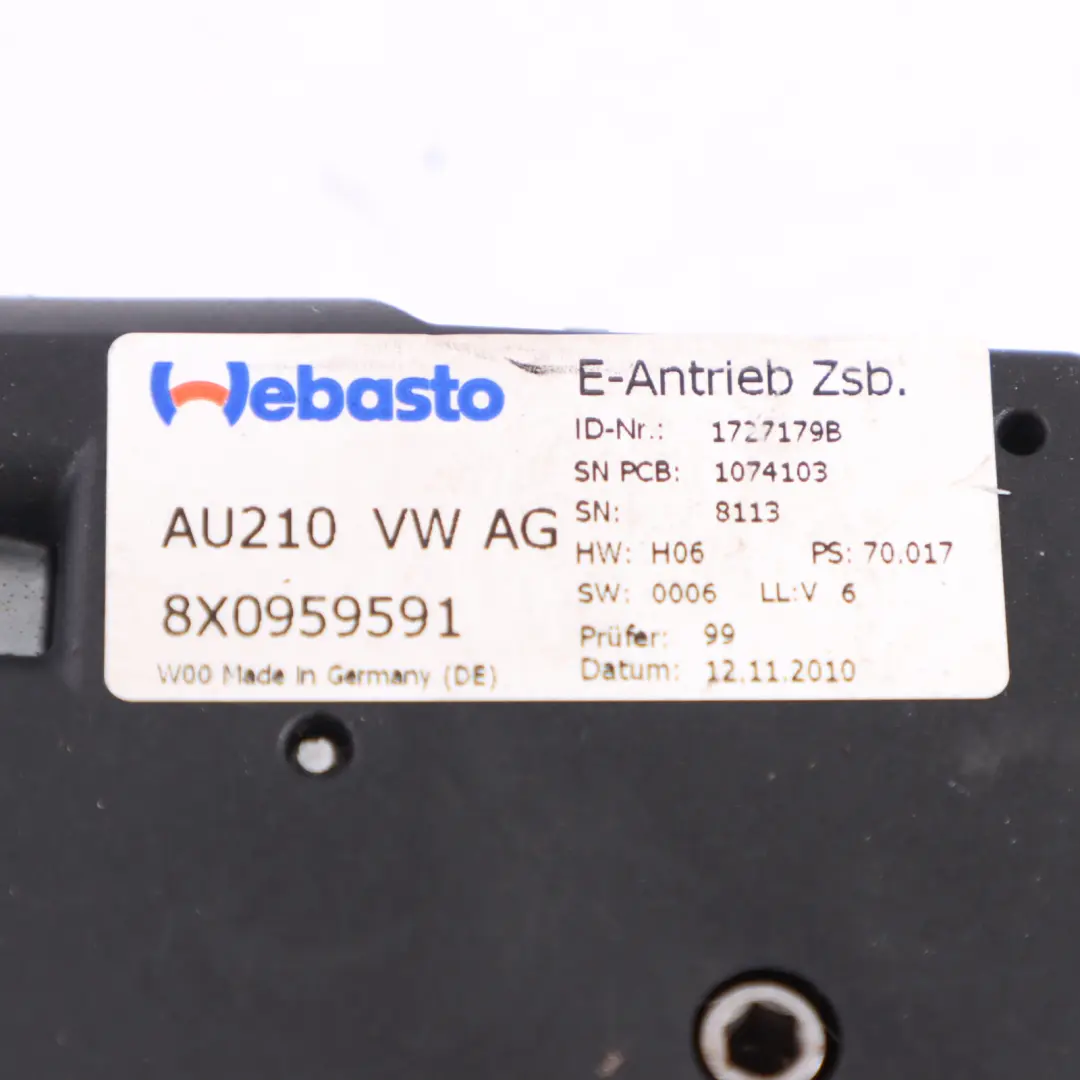 Webasto
AU210 VW AG
8X0959591
W00 Made in Germany (DE)
E-Antrieb Zsb.
ID-Nr.: 1727179B
SN PCB: 1074103
SN: 8113
HW: H06 PS: 70.017
SW: 0006 LL:V 6
Prüfer: 99
Datum: 12.11.2010